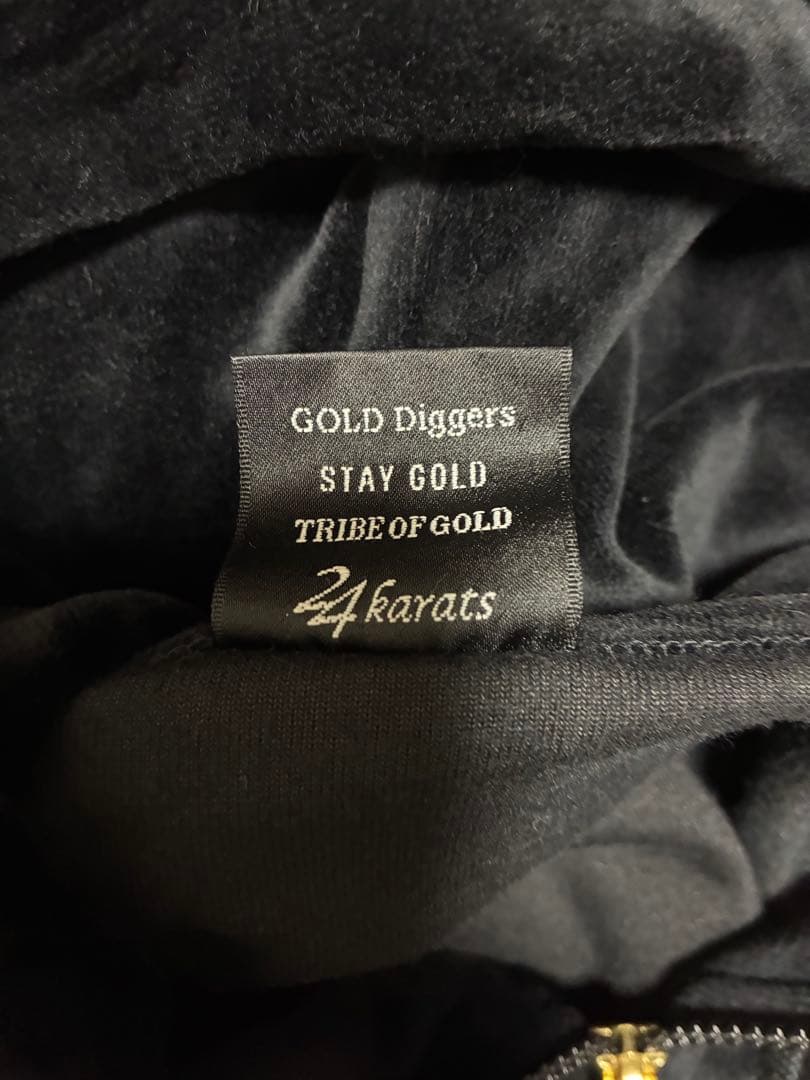 GOLD Diggers
STAY GOLD
TRIBE OF GOLD
24karats